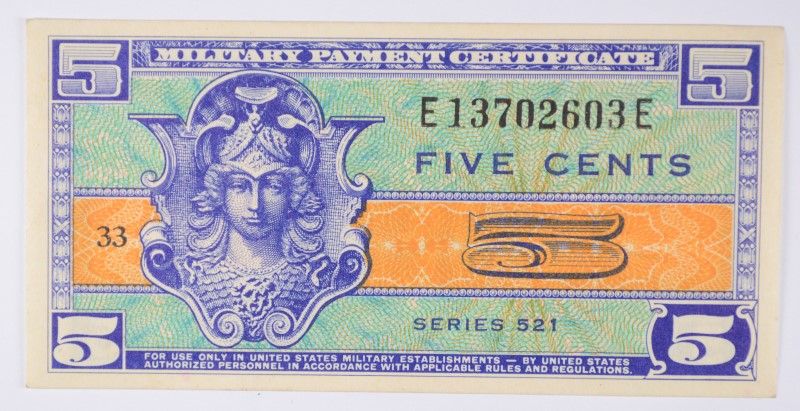 5 MILITARY PAYMENT CERTIFICATE 5
E13702603E
FIVE CENTS
33 5
SERIES 521
5 5
FOR USE ONLY IN UNITED STATES MILITARY ESTABLISHMENTS — BY UNITED STATES
AUTHORIZED PERSONNEL IN ACCORDANCE WITH APPLICABLE RULES AND REGULATIONS.